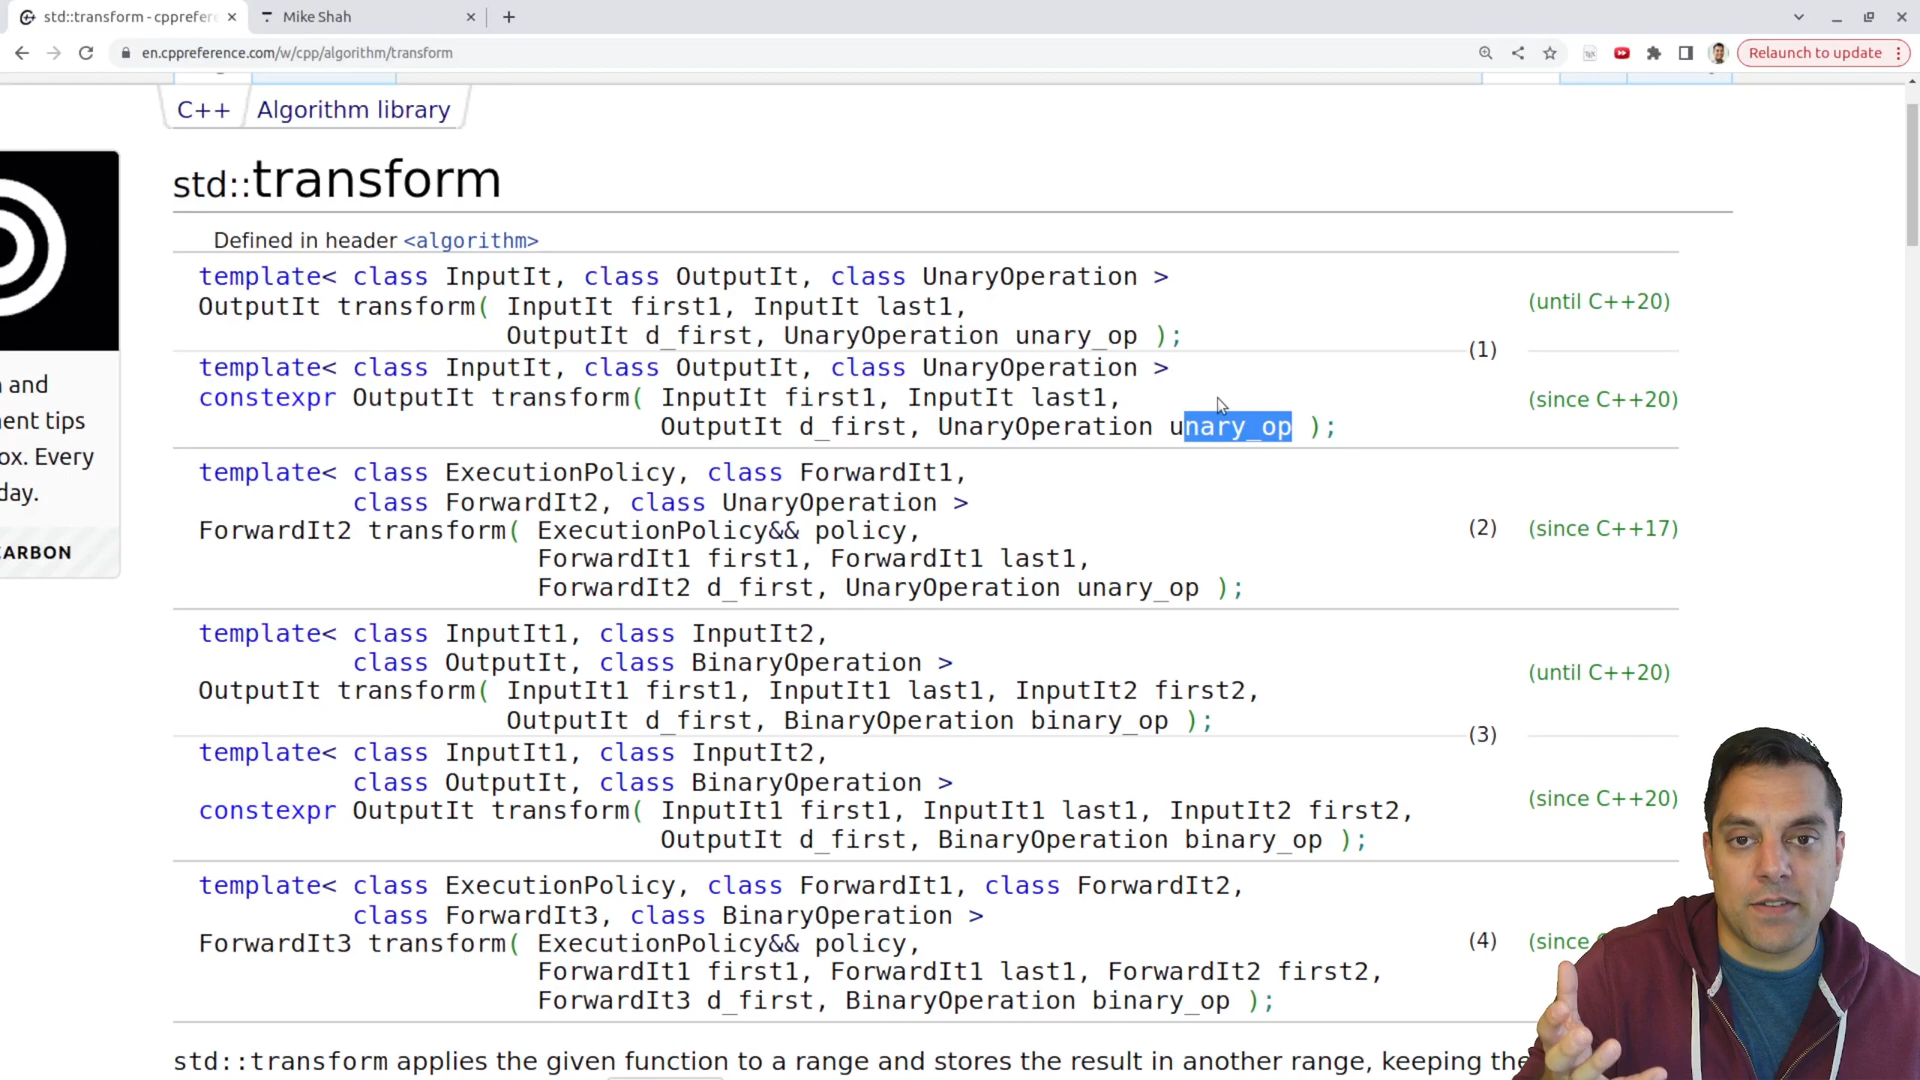 std::transform - cpprefere
Mike Shah
en.cppreference.com/w/cpp/algorithm/transform
Relaunch to update
C++
Algorithm library
std::transform
Defined in header <algorithm>
template< class InputIt, class OutputIt, class UnaryOperation >
OutputIt transform( InputIt first1, InputIt last1,
OutputIt d_first, UnaryOperation unary_op );
(until C++20)
(1)
template< class InputIt, class OutputIt, class UnaryOperation >
constexpr OutputIt transform( InputIt first1, InputIt last1,
OutputIt d_first, UnaryOperation unary_op );
(since C++20)
template< class ExecutionPolicy, class ForwardIt1,
class ForwardIt2, class UnaryOperation >
ForwardIt2 transform( ExecutionPolicy&& policy,
ForwardIt1 first1, ForwardIt1 last1,
ForwardIt2 d_first, UnaryOperation unary_op );
(2)
(since C++17)
template< class InputIt1, class InputIt2,
class OutputIt, class BinaryOperation >
OutputIt transform( InputIt1 first1, InputIt1 last1, InputIt2 first2,
OutputIt d_first, BinaryOperation binary_op );
(until C++20)
(3)
template< class InputIt1, class InputIt2,
class OutputIt, class BinaryOperation >
constexpr OutputIt transform( InputIt1 first1, InputIt1 last1, InputIt2 first2,
OutputIt d_first, BinaryOperation binary_op );
(since C++20)
template< class ExecutionPolicy, class ForwardIt1, class ForwardIt2,
class ForwardIt3, class BinaryOperation >
ForwardIt3 transform( ExecutionPolicy&& policy,
ForwardIt1 first1, ForwardIt1 last1, ForwardIt2 first2,
ForwardIt3 d_first, BinaryOperation binary_op );
(4)
(since
std::transform applies the given function to a range and stores the result in another range, keeping the
and
ent tips
ox. Every
day.
CARBON